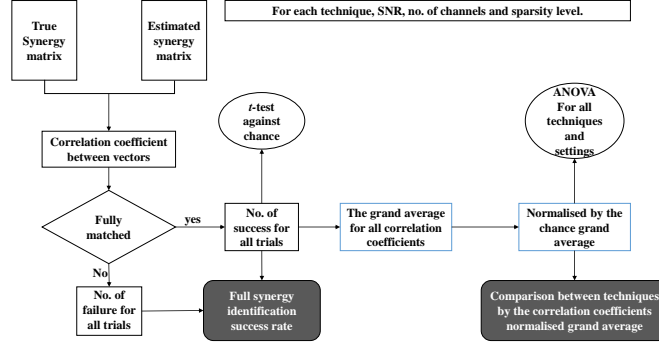 True
Synergy
matrix
Estimated
synergy
matrix
For each technique, SNR, no. of channels and sparsity level.
Correlation coefficient
between vectors
t-test
against
chance
ANOVA
For all
techniques
and
settings
Fully
matched
yes
No. of
success for
all trials
The grand average
for all correlation
coefficients
Normalised by the
chance grand
average
No
No. of
failure for
all trials
Full synergy
identification
success rate
Comparison between techniques
by the correlation coefficients
normalised grand average